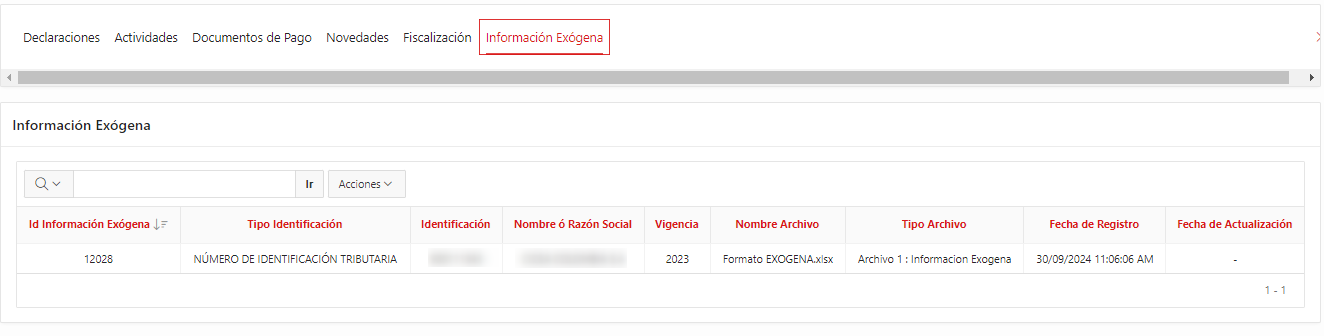 Declaraciones Actividades Documentos de Pago Novedades Fiscalización Información Exógena
Información Exógena
Ir Acciones
Id Información Exógena Tipo Identificación Identificación Nombre ó Razón Social Vigencia Nombre Archivo Tipo Archivo Fecha de Registro Fecha de Actualización
12028 NÚMERO DE IDENTIFICACIÓN TRIBUTARIA 2023 Formato EXOGENA.xlsx Archivo 1 : Informacion Exogena 30/09/2024 11:06:06 AM -
1 - 1